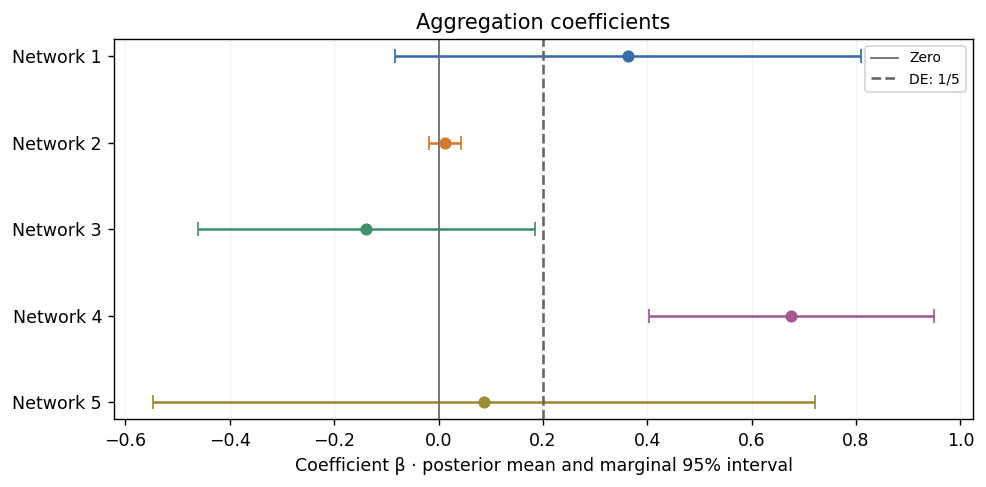 Aggregation coefficients
Zero
DE: 1/5
Network 1
Network 2
Network 3
Network 4
Network 5
−0.6 −0.4 −0.2 0.0 0.2 0.4 0.6 0.8 1.0
Coefficient β · posterior mean and marginal 95% interval